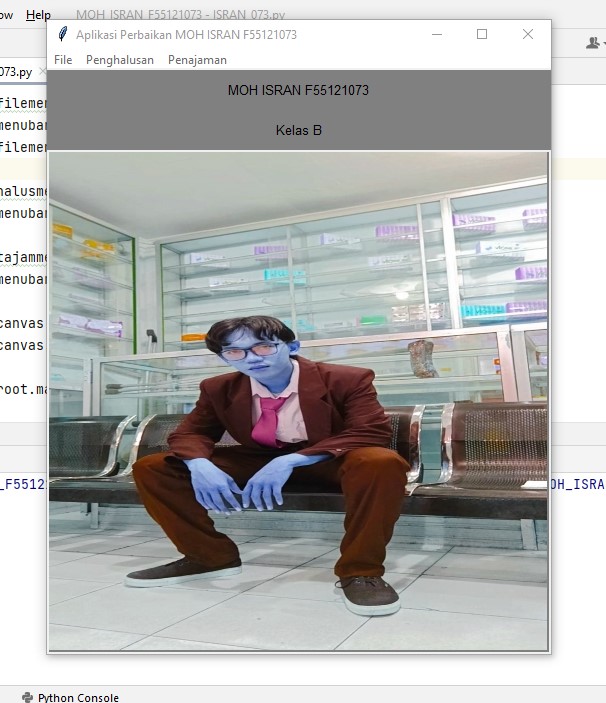 Help
MOH_ISRAN_F55121073 - ISRAN_073.py
Aplikasi Perbaikan MOH ISRAN F55121073
File Penghalusan Penajaman
073.py
MOH ISRAN F55121073
Kelas B
filemen
menubar
filemen
halusme
menubar
tajamme
menubar
canvas
canvas
root.ma
_F5512
OH_ISRA
Python Console